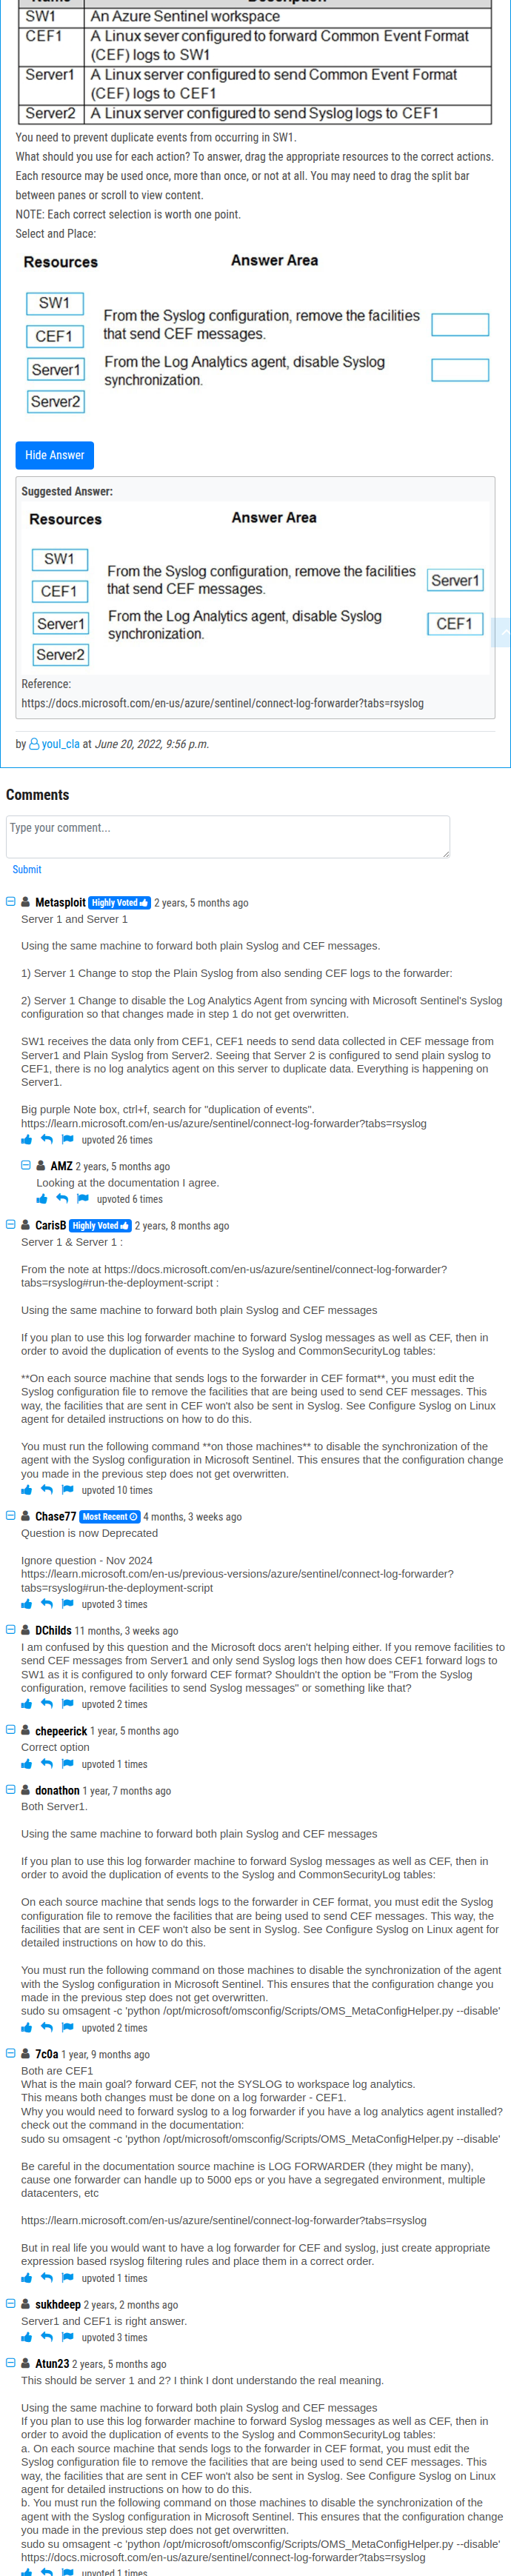 SW1 An Azure Sentinel workspace
CEF1 A Linux sever configured to forward Common Event Format
(CEF) logs to SW1
Server1 A Linux server configured to send Common Event Format
(CEF) logs to CEF1
Server2 A Linux server configured to send Syslog logs to CEF1
You need to prevent duplicate events from occurring in SW1.
What should you use for each action? To answer, drag the appropriate resources to the correct actions.
Each resource may be used once, more than once, or not at all. You may need to drag the split bar
between panes or scroll to view content.
NOTE: Each correct selection is worth one point.
Select and Place:
Resources Answer Area
SW1
CEF1
Server1
Server2
From the Syslog configuration, remove the facilities
that send CEF messages.
From the Log Analytics agent, disable Syslog
synchronization.
Hide Answer
Suggested Answer:
Resources Answer Area
SW1
CEF1
Server1
Server2
From the Syslog configuration, remove the facilities
that send CEF messages.
Server1
From the Log Analytics agent, disable Syslog
synchronization.
CEF1
Reference:
https://docs.microsoft.com/en-us/azure/sentinel/connect-log-forwarder?tabs=rsyslog
by youl_cla at June 20, 2022, 9:56 p.m.
Comments
Type your comment...
Submit
Metasploit Highly Voted 2 years, 5 months ago
Server 1 and Server 1
Using the same machine to forward both plain Syslog and CEF messages.
1) Server 1 Change to stop the Plain Syslog from also sending CEF logs to the forwarder:
2) Server 1 Change to disable the Log Analytics Agent from syncing with Microsoft Sentinel's Syslog
configuration so that changes made in step 1 do not get overwritten.
SW1 receives the data only from CEF1, CEF1 needs to send data collected in CEF message from
Server1 and Plain Syslog from Server2. Seeing that Server 2 is configured to send plain syslog to
CEF1, there is no log analytics agent on this server to duplicate data. Everything is happening on
Server1.
Big purple Note box, ctrl+f, search for "duplication of events".
https://learn.microsoft.com/en-us/azure/sentinel/connect-log-forwarder?tabs=rsyslog
upvoted 26 times
AMZ 2 years, 5 months ago
Looking at the documentation I agree.
upvoted 6 times
CarisB Highly Voted 2 years, 8 months ago
Server 1 & Server 1 :
From the note at https://docs.microsoft.com/en-us/azure/sentinel/connect-log-forwarder?
tabs=rsyslog#run-the-deployment-script :
Using the same machine to forward both plain Syslog and CEF messages
If you plan to use this log forwarder machine to forward Syslog messages as well as CEF, then in
order to avoid the duplication of events to the Syslog and CommonSecurityLog tables:
**On each source machine that sends logs to the forwarder in CEF format**, you must edit the
Syslog configuration file to remove the facilities that are being used to send CEF messages. This
way, the facilities that are sent in CEF won't also be sent in Syslog. See Configure Syslog on Linux
agent for detailed instructions on how to do this.
You must run the following command **on those machines** to disable the synchronization of the
agent with the Syslog configuration in Microsoft Sentinel. This ensures that the configuration change
you made in the previous step does not get overwritten.
upvoted 10 times
Chase77 Most Recent 4 months, 3 weeks ago
Question is now Deprecated
Ignore question - Nov 2024
https://learn.microsoft.com/en-us/previous-versions/azure/sentinel/connect-log-forwarder?
tabs=rsyslog#run-the-deployment-script
upvoted 3 times
DChilds 11 months, 3 weeks ago
I am confused by this question and the Microsoft docs aren't helping either. If you remove facilities to
send CEF messages from Server1 and only send Syslog logs then how does CEF1 forward logs to
SW1 as it is configured to only forward CEF format? Shouldn't the option be "From the Syslog
configuration, remove facilities to send Syslog messages" or something like that?
upvoted 2 times
chepeerick 1 year, 5 months ago
Correct option
upvoted 1 times
donathon 1 year, 7 months ago
Both Server1.
Using the same machine to forward both plain Syslog and CEF messages
If you plan to use this log forwarder machine to forward Syslog messages as well as CEF, then in
order to avoid the duplication of events to the Syslog and CommonSecurityLog tables:
On each source machine that sends logs to the forwarder in CEF format, you must edit the Syslog
configuration file to remove the facilities that are being used to send CEF messages. This way, the
facilities that are sent in CEF won't also be sent in Syslog. See Configure Syslog on Linux agent for
detailed instructions on how to do this.
You must run the following command on those machines to disable the synchronization of the agent
with the Syslog configuration in Microsoft Sentinel. This ensures that the configuration change you
made in the previous step does not get overwritten.
sudo su omsagent -c 'python /opt/microsoft/omsconfig/Scripts/OMS_MetaConfigHelper.py --disable'
upvoted 2 times
7c0a 1 year, 9 months ago
Both are CEF1
What is the main goal? forward CEF, not the SYSLOG to workspace log analytics.
This means both changes must be done on a log forwarder - CEF1.
Why you would need to forward syslog to a log forwarder if you have a log analytics agent installed?
check out the command in the documentation:
sudo su omsagent -c 'python /opt/microsoft/omsconfig/Scripts/OMS_MetaConfigHelper.py --disable'
Be careful in the documentation source machine is LOG FORWARDER (they might be many),
cause one forwarder can handle up to 5000 eps or you have a segregated environment, multiple
datacenters, etc
https://learn.microsoft.com/en-us/azure/sentinel/connect-log-forwarder?tabs=rsyslog
But in real life you would want to have a log forwarder for CEF and syslog, just create appropriate
expression based rsyslog filtering rules and place them in a correct order.
upvoted 1 times
sukhdeep 2 years, 2 months ago
Server1 and CEF1 is right answer.
upvoted 3 times
Atun23 2 years, 5 months ago
This should be server 1 and 2? I think I dont understando the real meaning.
Using the same machine to forward both plain Syslog and CEF messages
If you plan to use this log forwarder machine to forward Syslog messages as well as CEF, then in
order to avoid the duplication of events to the Syslog and CommonSecurityLog tables:
a. On each source machine that sends logs to the forwarder in CEF format, you must edit the
Syslog configuration file to remove the facilities that are being used to send CEF messages. This
way, the facilities that are sent in CEF won't also be sent in Syslog. See Configure Syslog on Linux
agent for detailed instructions on how to do this.
b. You must run the following command on those machines to disable the synchronization of the
agent with the Syslog configuration in Microsoft Sentinel. This ensures that the configuration change
you made in the previous step does not get overwritten.
sudo su omsagent -c 'python /opt/microsoft/omsconfig/Scripts/OMS_MetaConfigHelper.py --disable'
https://docs.microsoft.com/en-us/azure/sentinel/connect-log-forwarder?tabs=rsyslog
upvoted 1 times